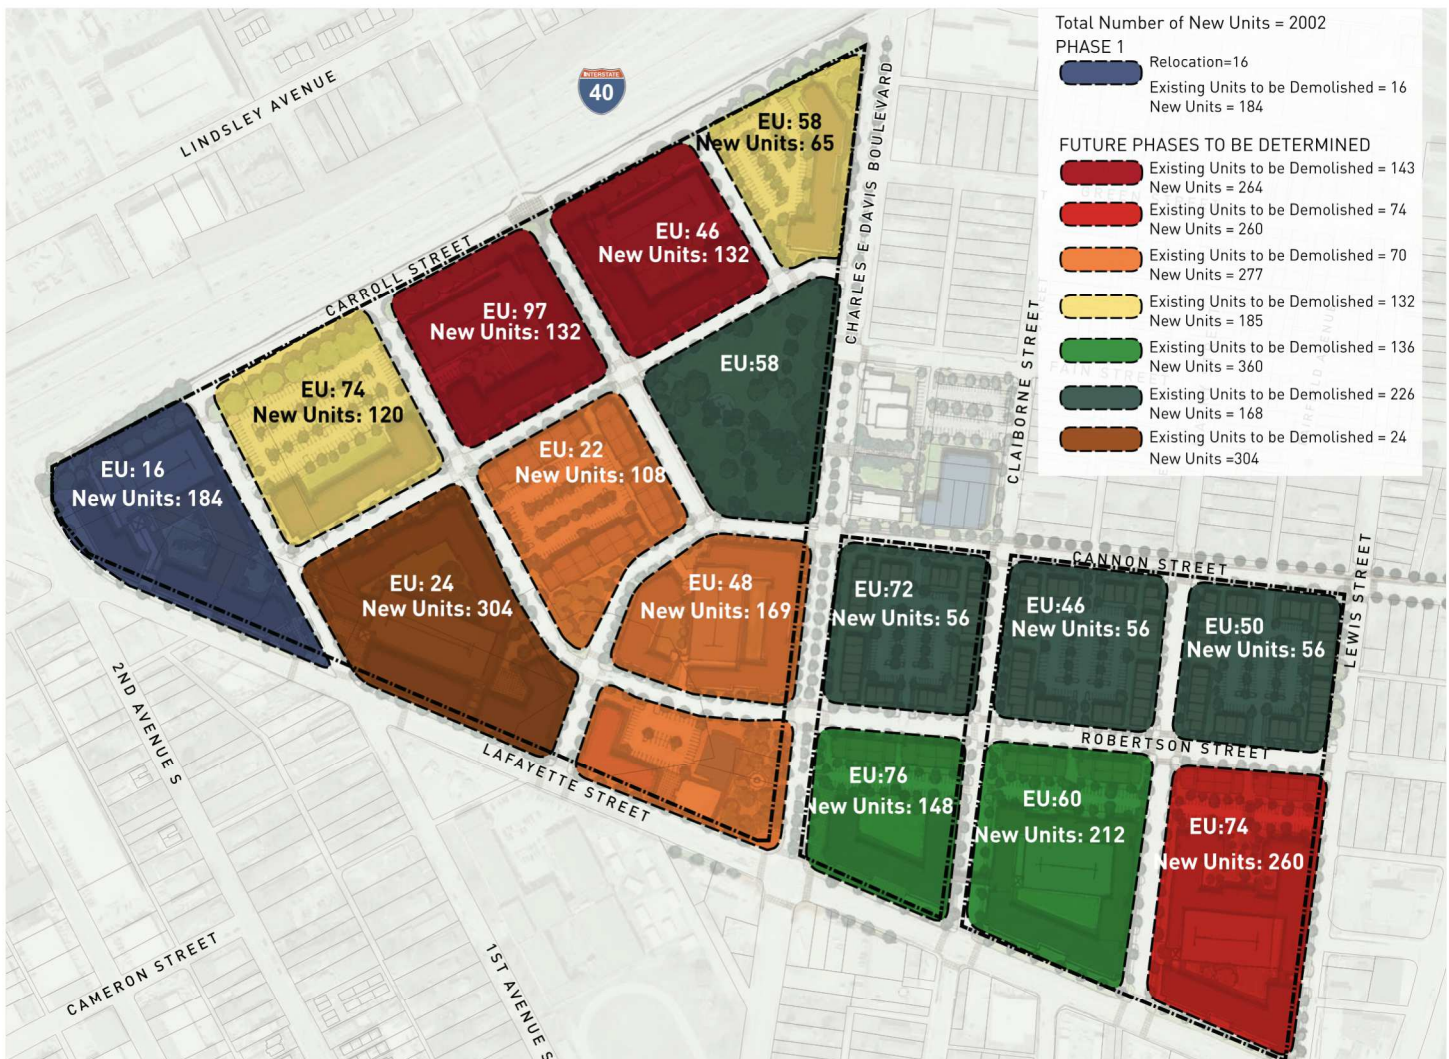 Total Number of New Units = 2002
PHASE 1
Relocation=16
Existing Units to be Demolished = 16
New Units = 184
FUTURE PHASES TO BE DETERMINED
Existing Units to be Demolished = 143
New Units = 264
Existing Units to be Demolished = 74
New Units = 260
Existing Units to be Demolished = 70
New Units = 277
Existing Units to be Demolished = 132
New Units = 185
Existing Units to be Demolished = 136
New Units = 360
Existing Units to be Demolished = 226
New Units = 168
Existing Units to be Demolished = 24
New Units =304
LINDSLEY AVENUE
INTERSTATE
40
CHARLES E DAVIS BOULEVARD
EU: 58
New Units: 65
EU: 46
New Units: 132
CARROLL STREET
EU: 97
New Units: 132
EU:58
EU: 74
New Units: 120
CLAIBORNE STREET
FAIN STREET
EU: 22
New Units: 108
EU: 16
New Units: 184
EU: 24
New Units: 304
EU: 48
New Units: 169
EU:72
New Units: 56
EU:46
New Units: 56
EU:50
New Units: 56
CANNON STREET
LEWIS STREET
2ND AVENUE S
LAFAYETTE STREET
ROBERTSON STREET
EU:76
New Units: 148
EU:60
New Units: 212
EU:74
New Units: 260
CAMERON STREET
1ST AVENUE S